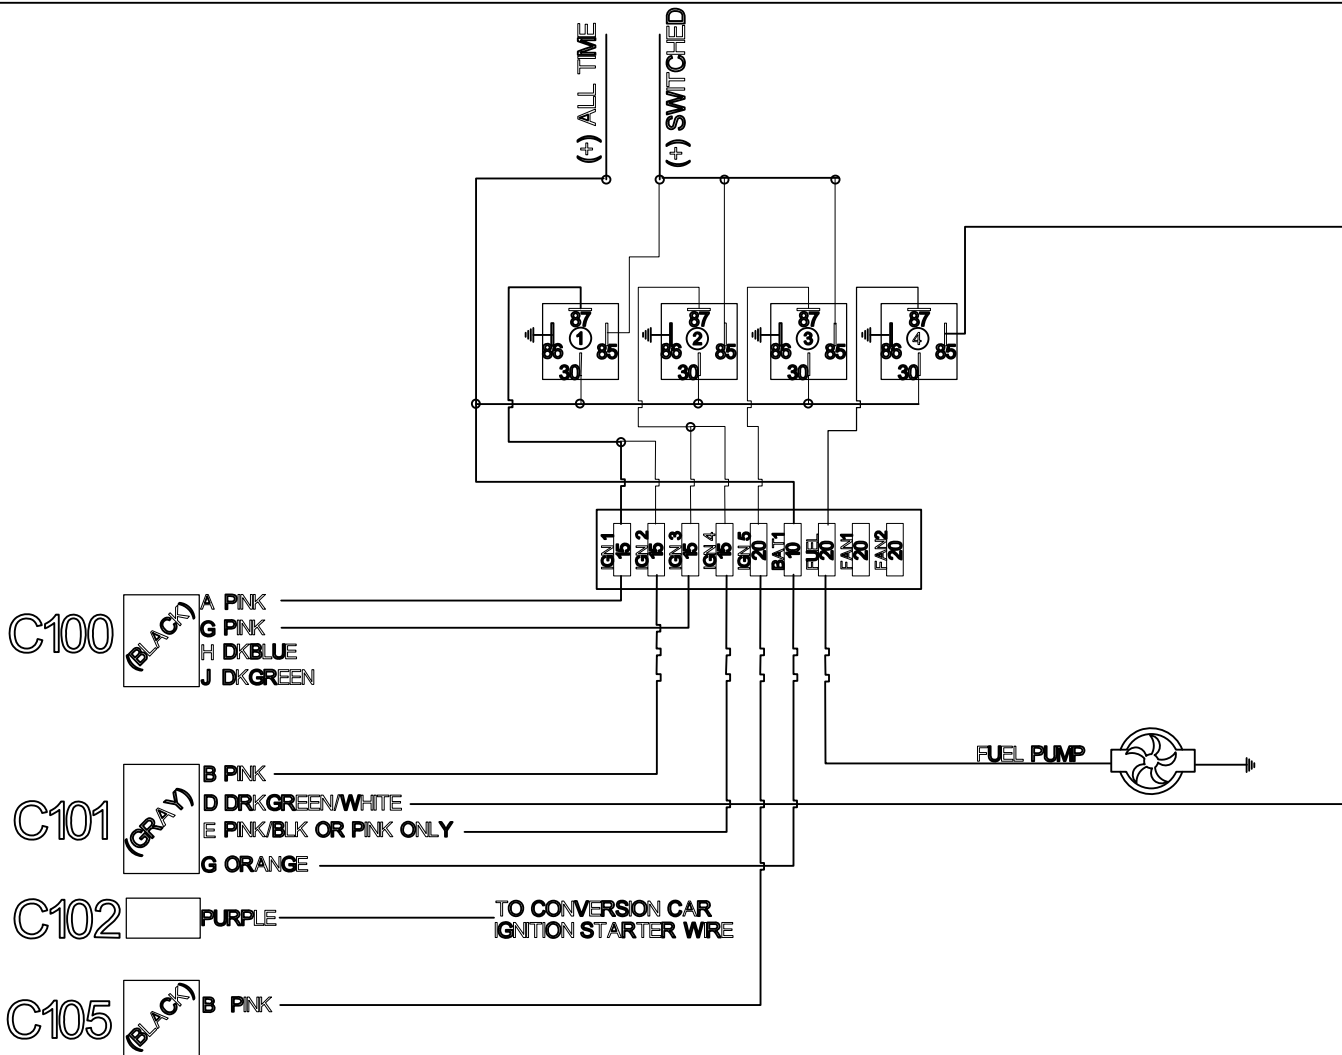 (+) ALL TIME
(+) SWITCHED
87
1
86
85
30
87
2
86
85
30
87
3
86
85
30
87
4
86
85
30
IGN 1
15
IGN 2
15
IGN 3
15
IGN 4
15
IGN 5
20
BAT1
10
FUEL
20
FAN1
20
FAN2
20
C100
(BLACK)
A PINK
G PINK
H DKBLUE
J DKGREEN
FUEL PUMP
C101
(GRAY)
B PINK
D DRKGREEN/WHITE
E PINK/BLK OR PINK ONLY
G ORANGE
C102
PURPLE
TO CONVERSION CAR
IGNITION STARTER WIRE
C105
(BLACK)
B PINK